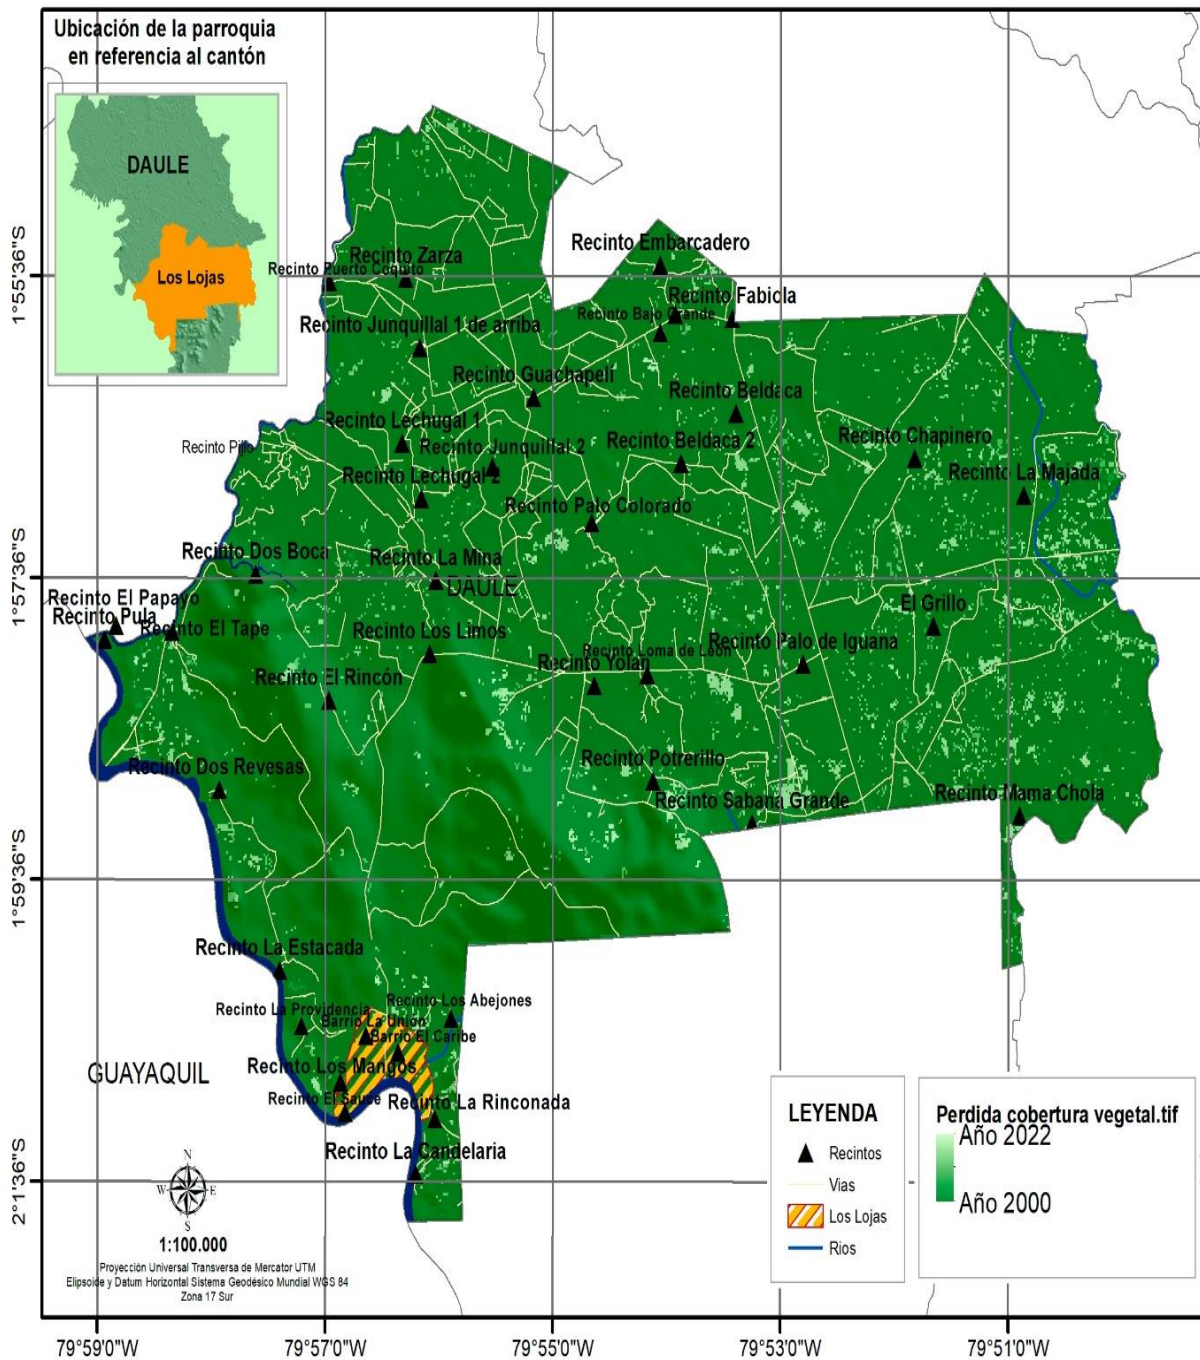 Ubicación de la parroquia
en referencia al cantón
DAULE
Los Lojas
1°55'36"S
1°57'36"S
1°59'36"S
2°1'36"S
79°59'0"W
79°57'0"W
79°55'0"W
79°53'0"W
79°51'0"W
Recinto Embarcadero
Recinto Zarza
Recinto Puerto Coquito
Recinto Fabiola
Recinto Bajo Grande
Recinto Junquillal 1 de arriba
Recinto Guachapelí
Recinto Beldaca
Recinto Lechugal 1
Recinto Chapinero
Recinto Pillo
Recinto Junquillal 2
Recinto Beldaca 2
Recinto Lechugal 2
Recinto La Majada
Recinto Palo Colorado
Recinto Dos Boca
Recinto La Mina
DAULE
Recinto El Papayo
Recinto Pula
Recinto El Tape
Recinto Los Limos
El Grillo
Recinto Palo de Iguana
Recinto Loma de León
Recinto Yolán
Recinto El Rincón
Recinto Potrerillo
Recinto Dos Revesas
Recinto Sabana Grande
Recinto Mama Chola
Recinto La Estacada
Recinto Los Abejones
Recinto La Providencia
Barrio La Unión
Barrio El Caribe
Recinto Los Mangos
GUAYAQUIL
Recinto El Sauce
Recinto La Rinconada
Recinto La Candelaria
N
W
E
S
1:100.000
Proyección Universal Transversa de Mercator UTM
Elipsoide y Datum Horizontal Sistema Geodésico Mundial WGS 84
Zona 17 Sur
LEYENDA
Recintos
Vias
Los Lojas
Rios
Perdida cobertura vegetal.tif
Año 2022
Año 2000